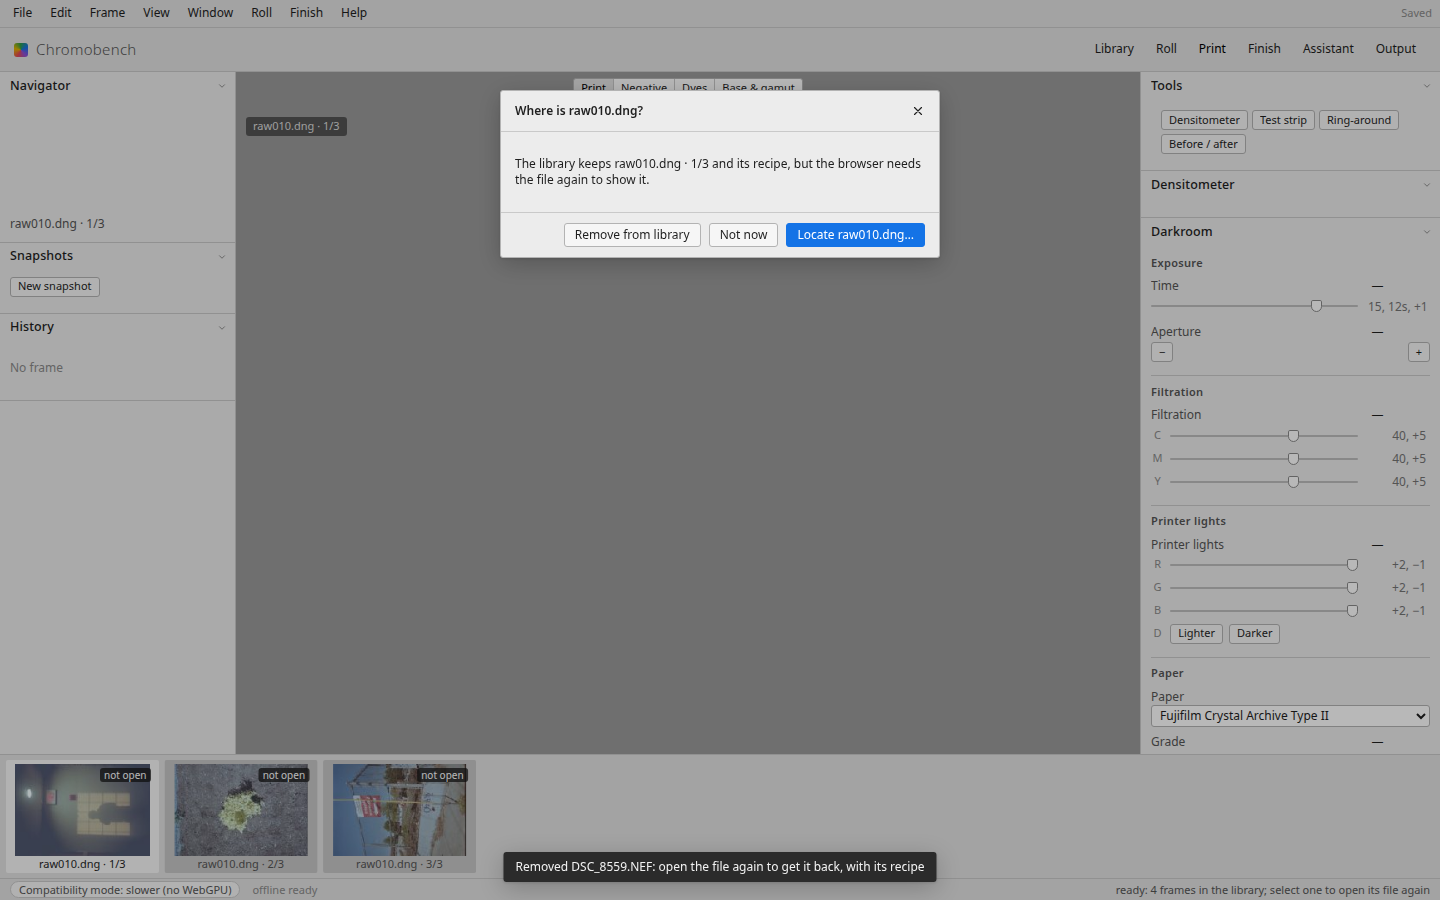 File Edit Frame View Window Roll Finish Help Saved
Chromobench Library Roll Print Finish Assistant Output
Navigator
raw010.dng · 1/3
Snapshots
New snapshot
History
No frame
Print Negative Dyes Base & gamut
raw010.dng · 1/3
Where is raw010.dng?
The library keeps raw010.dng · 1/3 and its recipe, but the browser needs
the file again to show it.
Remove from library Not now Locate raw010.dng...
Tools
Densitometer Test strip Ring-around
Before / after
Densitometer
Darkroom
Exposure
Time —
15, 12s, +1
Aperture —
− +
Filtration
Filtration —
C 40, +5
M 40, +5
Y 40, +5
Printer lights
Printer lights —
R +2, −1
G +2, −1
B +2, −1
D Lighter Darker
Paper
Paper
Fujifilm Crystal Archive Type II
Grade —
not open not open not open
raw010.dng · 1/3 raw010.dng · 2/3 raw010.dng · 3/3
Removed DSC_8559.NEF: open the file again to get it back, with its recipe
Compatibility mode: slower (no WebGPU) offline ready ready: 4 frames in the library; select one to open its file again